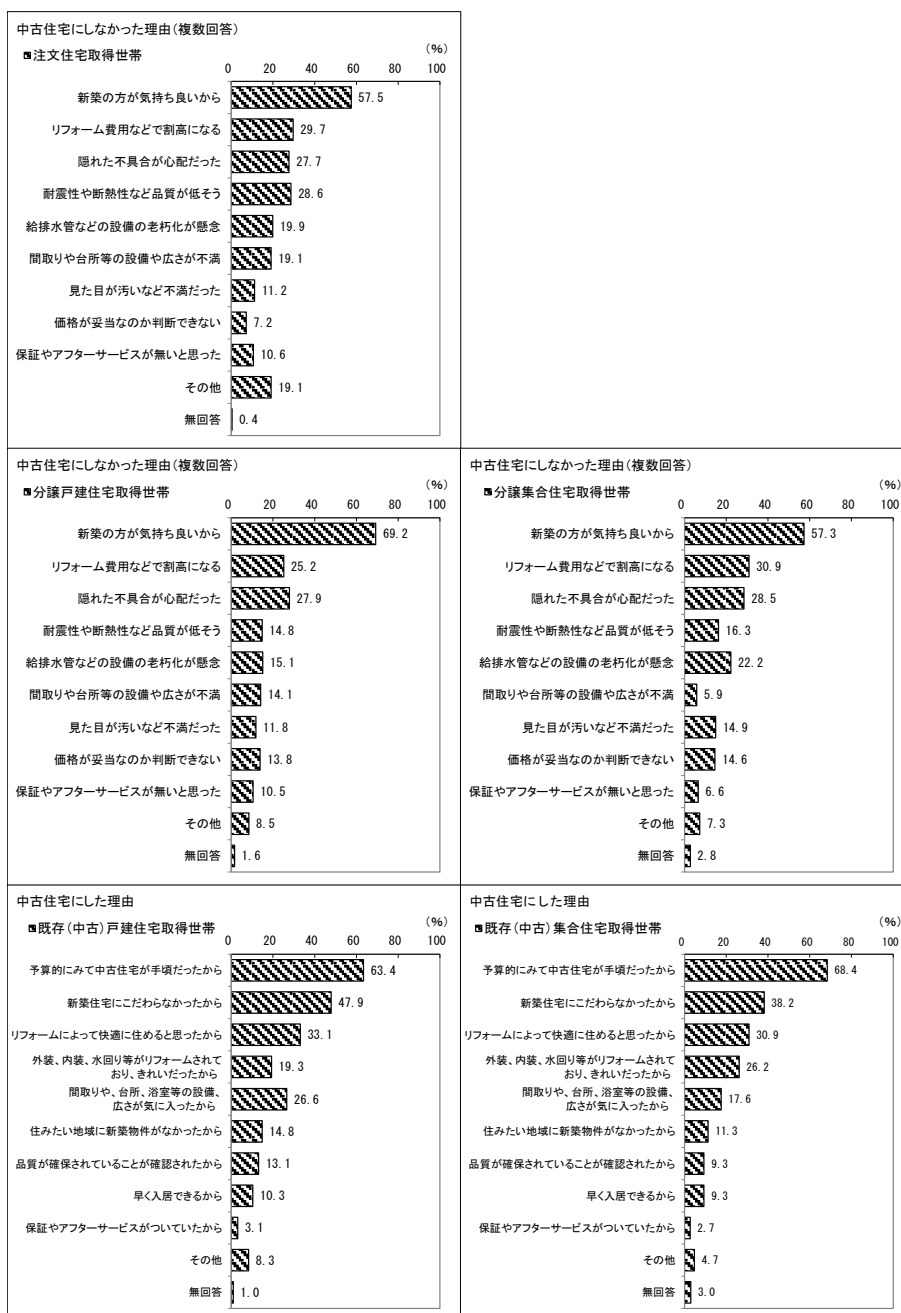 中古住宅にしなかった理由(複数回答)
注文住宅取得世帯
(%)
0 20 40 60 80 100
新築の方が気持ち良いから 57.5
リフォーム費用などで割高になる 29.7
隠れた不具合が心配だった 27.7
耐震性や断熱性など品質が低そう 28.6
給排水管などの設備の老朽化が懸念 19.9
間取りや台所等の設備や広さが不満 19.1
見た目が汚いなど不満だった 11.2
価格が妥当なのか判断できない 7.2
保証やアフターサービスが無いと思った 10.6
その他 19.1
無回答 0.4
中古住宅にしなかった理由(複数回答)
分譲戸建住宅取得世帯
(%)
0 20 40 60 80 100
新築の方が気持ち良いから 69.2
リフォーム費用などで割高になる 25.2
隠れた不具合が心配だった 27.9
耐震性や断熱性など品質が低そう 14.8
給排水管などの設備の老朽化が懸念 15.1
間取りや台所等の設備や広さが不満 14.1
見た目が汚いなど不満だった 11.8
価格が妥当なのか判断できない 13.8
保証やアフターサービスが無いと思った 10.5
その他 8.5
無回答 1.6
中古住宅にしなかった理由(複数回答)
分譲集合住宅取得世帯
(%)
0 20 40 60 80 100
新築の方が気持ち良いから 57.3
リフォーム費用などで割高になる 30.9
隠れた不具合が心配だった 28.5
耐震性や断熱性など品質が低そう 16.3
給排水管などの設備の老朽化が懸念 22.2
間取りや台所等の設備や広さが不満 5.9
見た目が汚いなど不満だった 14.9
価格が妥当なのか判断できない 14.6
保証やアフターサービスが無いと思った 6.6
その他 7.3
無回答 2.8
中古住宅にした理由
既存(中古)戸建住宅取得世帯
(%)
0 20 40 60 80 100
予算的にみて中古住宅が手頃だったから 63.4
新築住宅にこだわらなかったから 47.9
リフォームによって快適に住めると思ったから 33.1
外装、内装、水回り等がリフォームされて
おり、きれいだったから 19.3
間取りや、台所、浴室等の設備、
広さが気に入ったから 26.6
住みたい地域に新築物件がなかったから 14.8
品質が確保されていることが確認されたから 13.1
早く入居できるから 10.3
保証やアフターサービスがついていたから 3.1
その他 8.3
無回答 1.0
中古住宅にした理由
既存(中古)集合住宅取得世帯
(%)
0 20 40 60 80 100
予算的にみて中古住宅が手頃だったから 68.4
新築住宅にこだわらなかったから 38.2
リフォームによって快適に住めると思ったから 30.9
外装、内装、水回り等がリフォームされて
おり、きれいだったから 26.2
間取りや、台所、浴室等の設備、
広さが気に入ったから 17.6
住みたい地域に新築物件がなかったから 11.3
品質が確保されていることが確認されたから 9.3
早く入居できるから 9.3
保証やアフターサービスがついていたから 2.7
その他 4.7
無回答 3.0